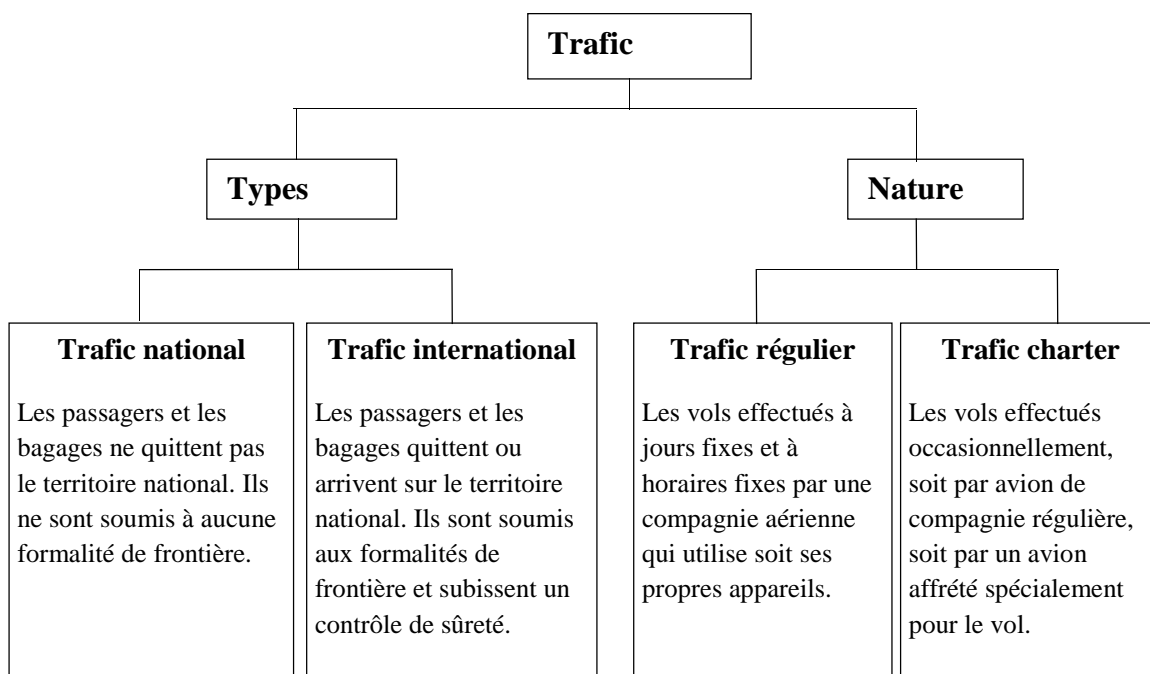 Trafic
Types
Nature
Trafic national
Les passagers et les
bagages ne quittent pas
le territoire national. Ils
ne sont soumis à aucune
formalité de frontière.
Trafic international
Les passagers et les
bagages quittent ou
arrivent sur le territoire
national. Ils sont soumis
aux formalités de
frontière et subissent un
contrôle de sûreté.
Trafic régulier
Les vols effectués à
jours fixes et à
horaires fixes par une
compagnie aérienne
qui utilise soit ses
propres appareils.
Trafic charter
Les vols effectués
occasionnellement,
soit par avion de
compagnie régulière,
soit par un avion
affrété spécialement
pour le vol.